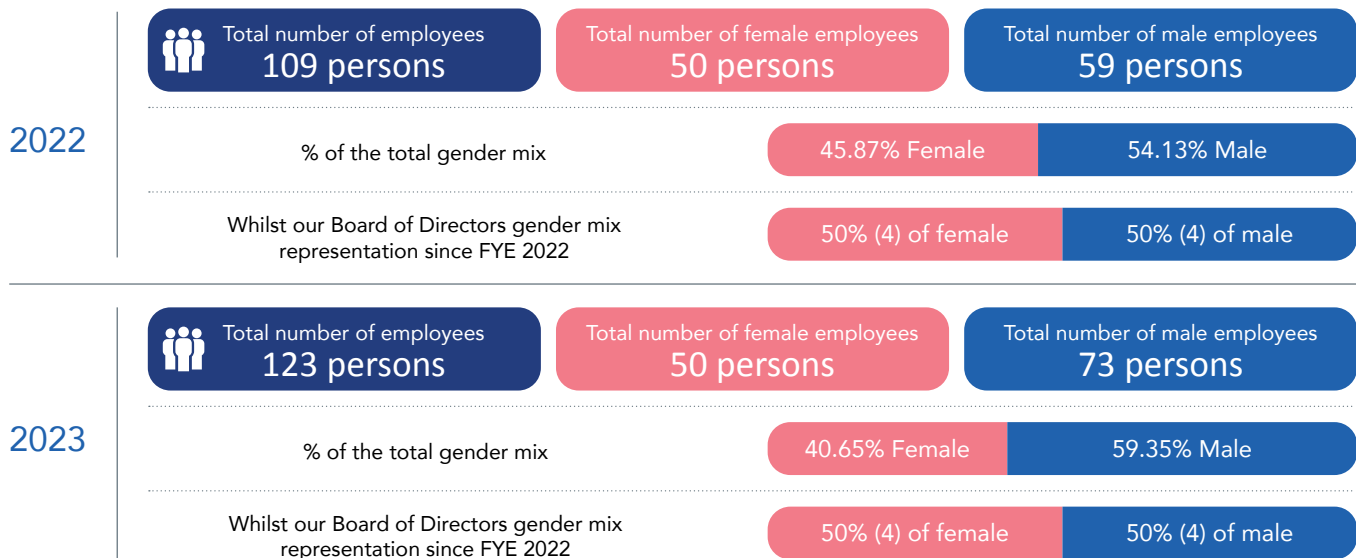 2022
Total number of employees
109 persons
Total number of female employees
50 persons
Total number of male employees
59 persons
% of the total gender mix
45.87% Female
54.13% Male
Whilst our Board of Directors gender mix
representation since FYE 2022
50% (4) of female
50% (4) of male
2023
Total number of employees
123 persons
Total number of female employees
50 persons
Total number of male employees
73 persons
% of the total gender mix
40.65% Female
59.35% Male
Whilst our Board of Directors gender mix
representation since FYE 2022
50% (4) of female
50% (4) of male